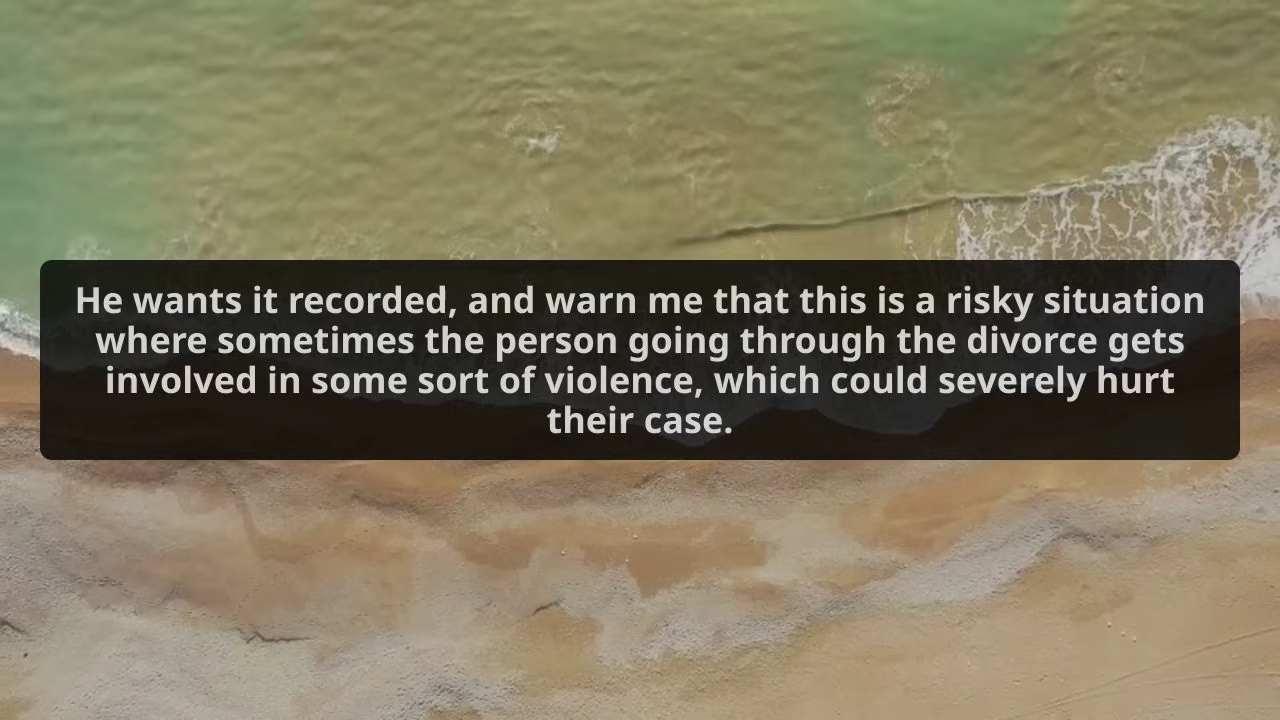 He wants it recorded, and warn me that this is a risky situation
where sometimes the person going through the divorce gets
involved in some sort of violence, which could severely hurt
their case.